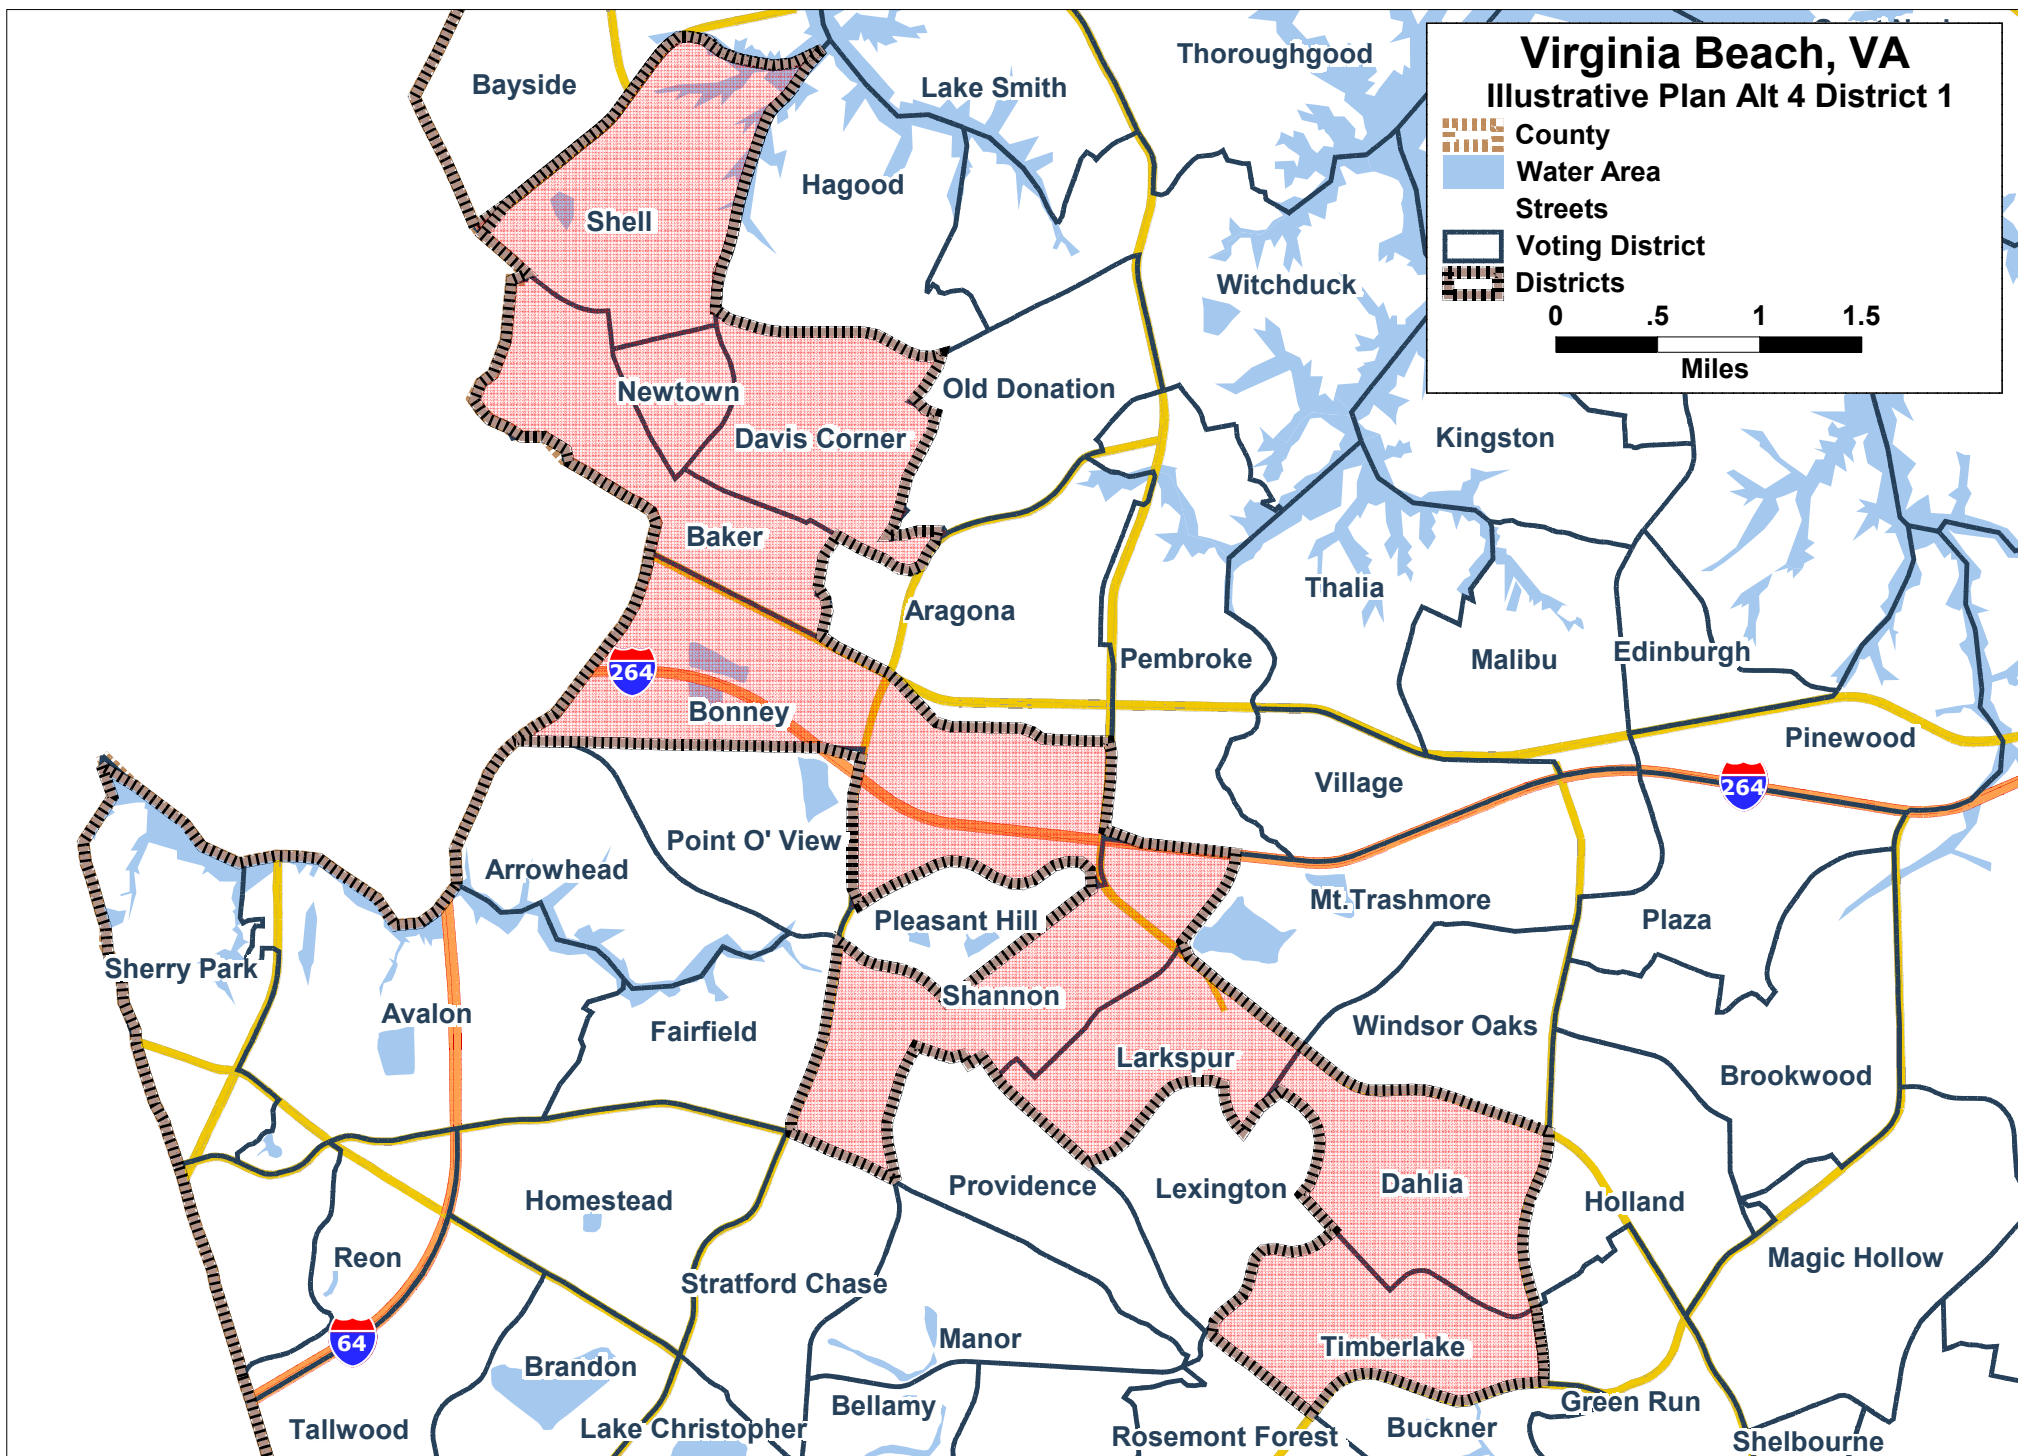 Virginia Beach, VA
Illustrative Plan Alt 4 District 1
County
Water Area
Streets
Voting District
Districts
0 .5 1 1.5
Miles
Thoroughgood
Bayside
Lake Smith
Hagood
Shell
Witchduck
Newtown
Old Donation
Davis Corner
Kingston
Baker
Thalia
Aragona
Pembroke
Malibu
Edinburgh
264
Bonney
Pinewood
Village
264
Point O' View
Arrowhead
Mt.Trashmore
Pleasant Hill
Plaza
Sherry Park
Shannon
Avalon
Fairfield
Windsor Oaks
Larkspur
Brookwood
Providence
Lexington
Dahlia
Homestead
Holland
Reon
Magic Hollow
Stratford Chase
64
Manor
Timberlake
Brandon
Bellamy
Green Run
Tallwood
Lake Christopher
Rosemont Forest
Buckner
Shelbourne